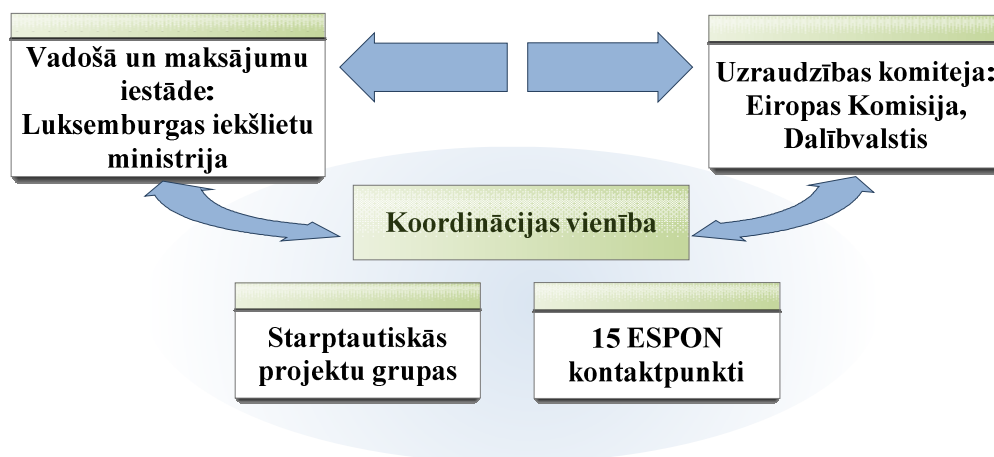 Vadošā un maksājumu
iestāde:
Luksemburgas iekšlietu
ministrija
Uzraudzības komiteja:
Eiropas Komisija,
Dalībvalstis
Koordinācijas vienība
Starptautiskās
projektu grupas
15 ESPON
kontaktpunkti